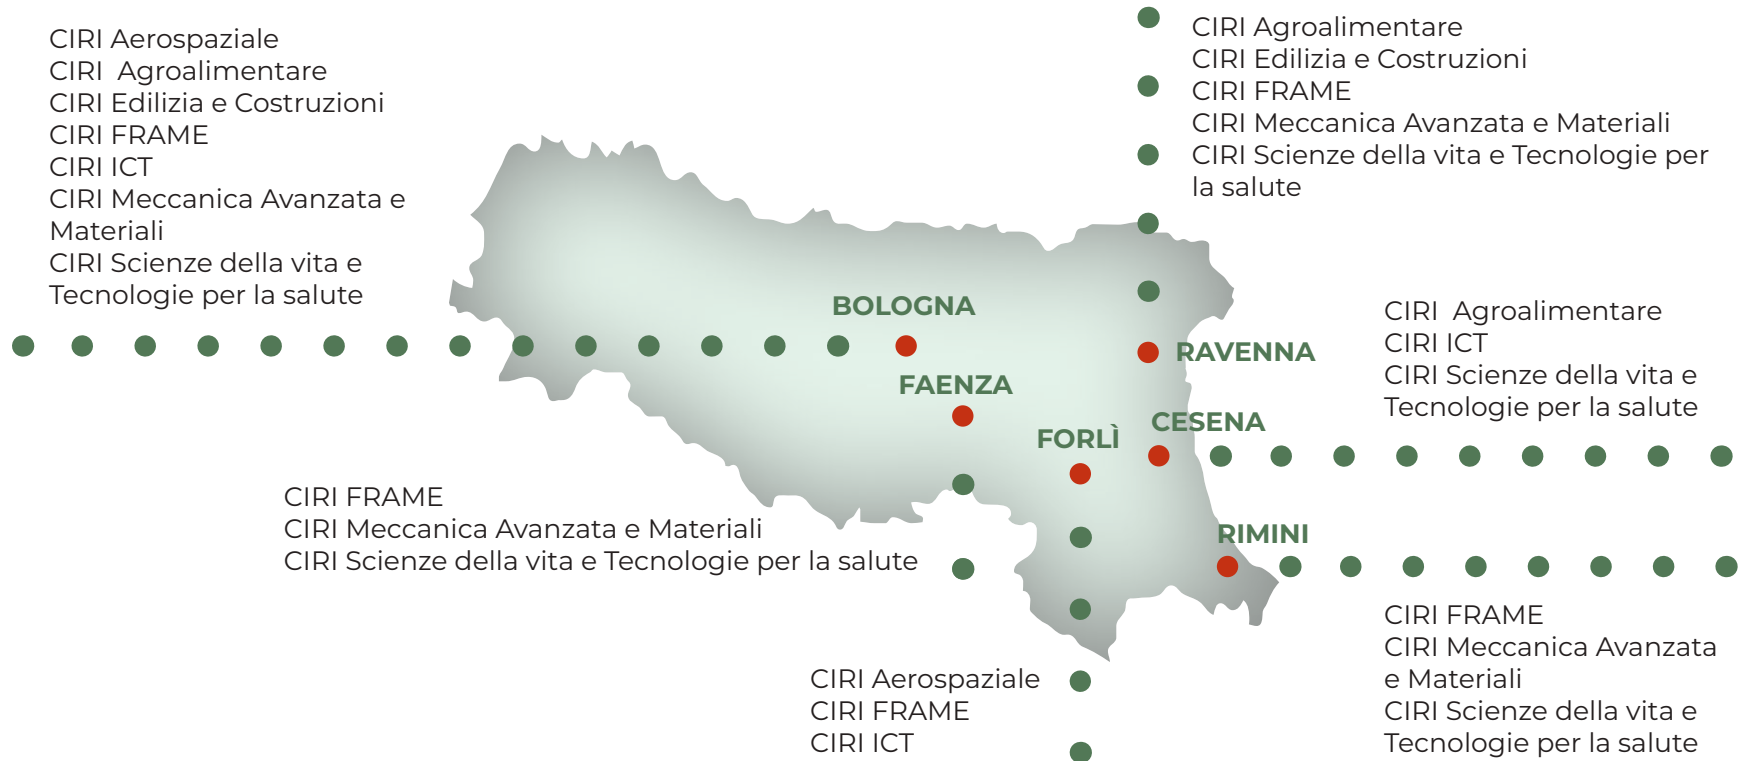 CIRI Aerospaziale
CIRI  Agroalimentare
CIRI Edilizia e Costruzioni
CIRI FRAME
CIRI ICT
CIRI Meccanica Avanzata e
Materiali
CIRI Scienze della vita e
Tecnologie per la salute
CIRI Agroalimentare
CIRI Edilizia e Costruzioni
CIRI FRAME
CIRI Meccanica Avanzata e Materiali
CIRI Scienze della vita e Tecnologie per
la salute
BOLOGNA
RAVENNA
FAENZA
CESENA
FORLÌ
RIMINI
CIRI  Agroalimentare
CIRI ICT
CIRI Scienze della vita e
Tecnologie per la salute
CIRI FRAME
CIRI Meccanica Avanzata e Materiali
CIRI Scienze della vita e Tecnologie per la salute
CIRI Aerospaziale
CIRI FRAME
CIRI ICT
CIRI FRAME
CIRI Meccanica Avanzata
e Materiali
CIRI Scienze della vita e
Tecnologie per la salute